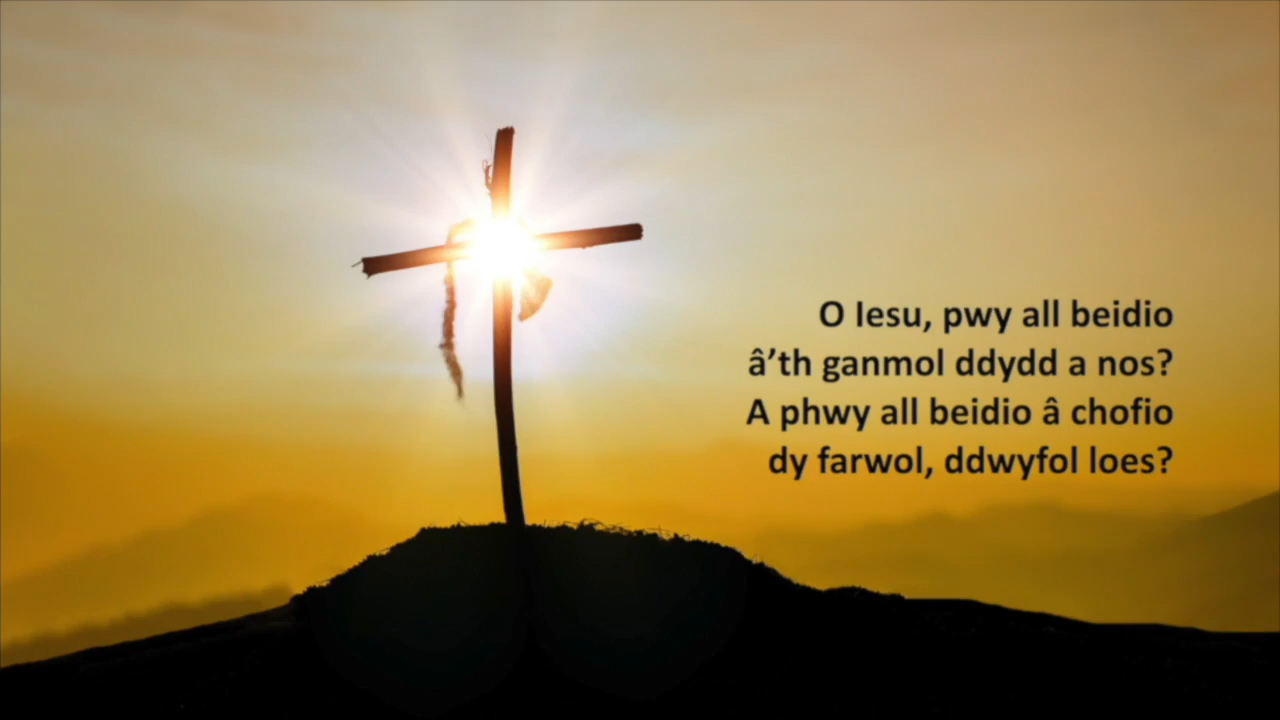 O Iesu, pwy all beidio
â’th ganmol ddydd a nos?
A phwy all beidio â chofio
dy farwol, ddwyfol loes?